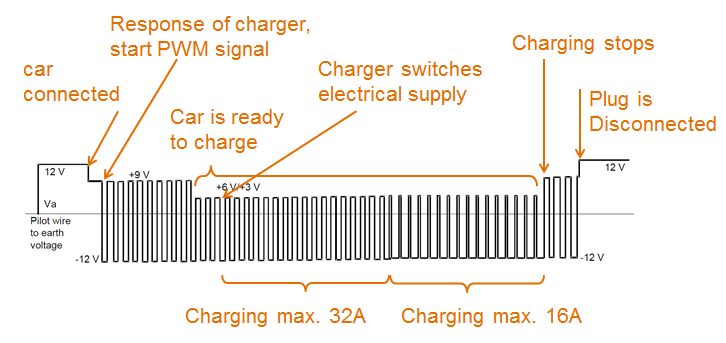 Response of charger,
start PWM signal
Charging stops
car
connected
Charger switches
electrical supply
Plug is
Disconnected
Car is ready
to charge
12 V
+9 V
+6 V/+3 V
12 V
Va
Pilot wire
to earth
voltage
-12 V
-12 V
Charging max. 32A
Charging max. 16A